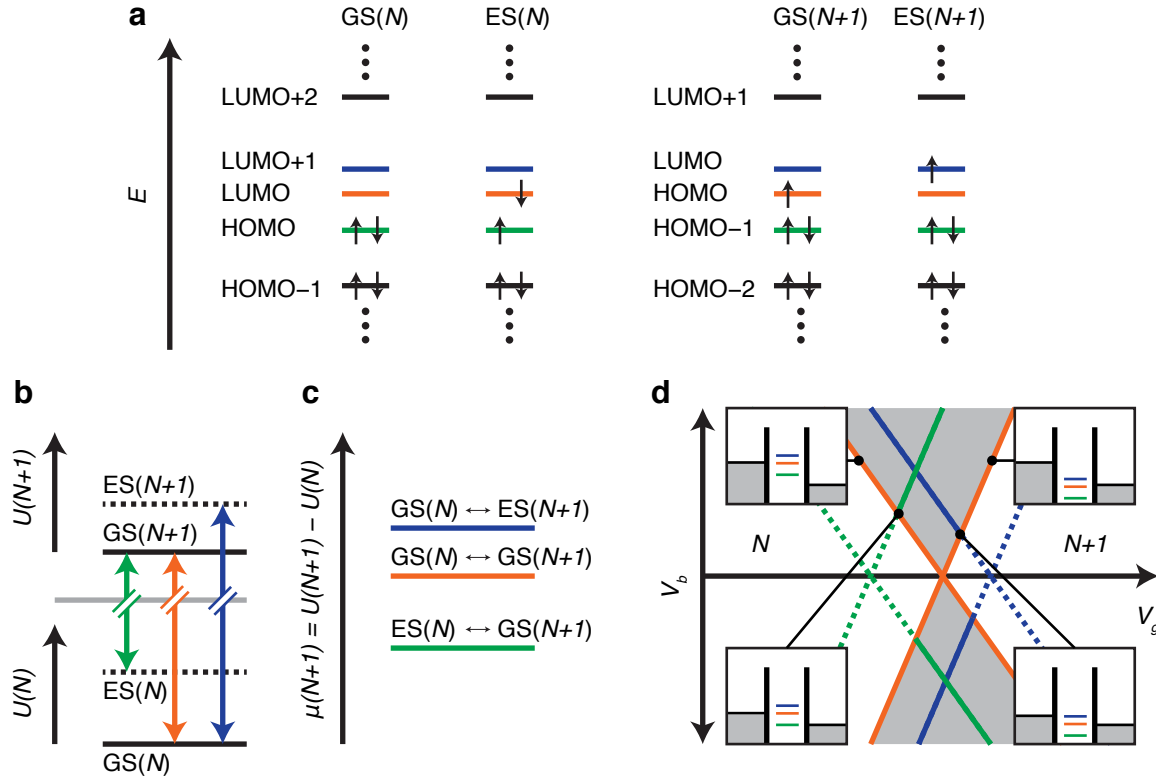 a
GS(N) ES(N) GS(N+1) ES(N+1)
LUMO+2 LUMO+1
LUMO+1 LUMO
LUMO HOMO
HOMO HOMO−1
HOMO−1 HOMO−2
E
b
U(N+1)
U(N)
ES(N+1)
GS(N+1)
ES(N)
GS(N)
c
μ(N+1) = U(N+1) − U(N)
GS(N) ↔ ES(N+1)
GS(N) ↔ GS(N+1)
ES(N) ↔ GS(N+1)
d
N N+1
V_b
V_g